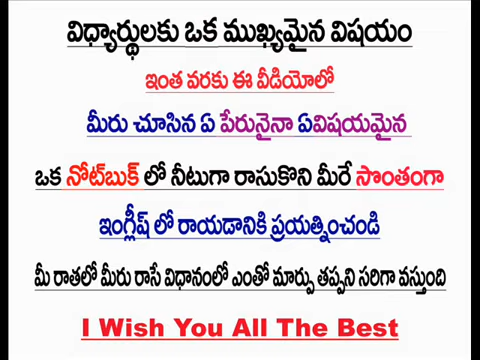 విధ్యార్థులకు ఒక ముఖ్యమైన విషయం
ఇంత వరకు ఈ వీడియోలో
మీరు చూసిన ఏ పేరునైనా ఏవిషయమైన
ఒక నోట్‌బుక్ లో నీటుగా రాసుకొని మీరే సొంతంగా
ఇంగ్లీష్ లో రాయడానికి ప్రయత్నించండి
మీ రాతలో మీరు రాసే విధానంలో ఎంతో మార్పు తప్పని సరిగా వస్తుంది
I Wish You All The Best